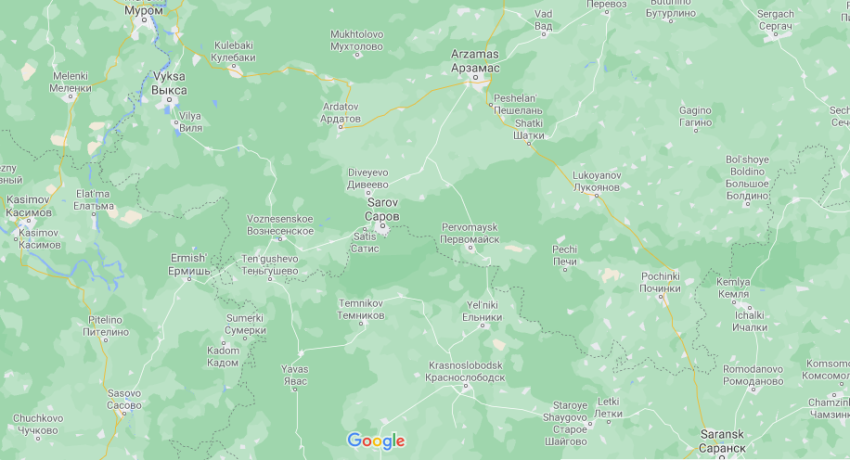 Муром
Melenki
Меленки
Kulebaki
Кулебаки
Mukhtolovo
Мухтолово
Vad
Вад
Перевоз
Бутурлино
Sergach
Сергач
Arzamas
Арзамас
Vyksa
Выкса
Vilya
Виля
Ardatov
Ардатов
Peshelan
Пешелань
Shatki
Шатки
Gagino
Гагино
Diveyevo
Дивеево
Lukoyanov
Лукоянов
Bol'shoye
Boldino
Большое
Болдино
Kasimov
Касимов
Kasimov
Касимов
Elat'ma
Елатьма
Sarov
Саров
Satis
Сатис
Voznesenskoe
Вознесенское
Pervomaysk
Первомайск
Ermish'
Ермишь
Ten'gushevo
Теньгушево
Pechi
Печи
Pochinki
Починки
Kemlya
Кемля
Ichalki
Ичалки
Temnikov
Темников
Yel'niki
Ельники
Pitelino
Пителино
Sumerki
Сумерки
Kadom
Кадом
Yavas
Явас
Krasnoslobodsk
Краснослободск
Romodanovo
Ромоданово
Sasovo
Сасово
Chuchkovo
Чучково
Staroye
Shaygovo
Старое
Шайгово
Letki
Летки
Saransk
Саранск
Google